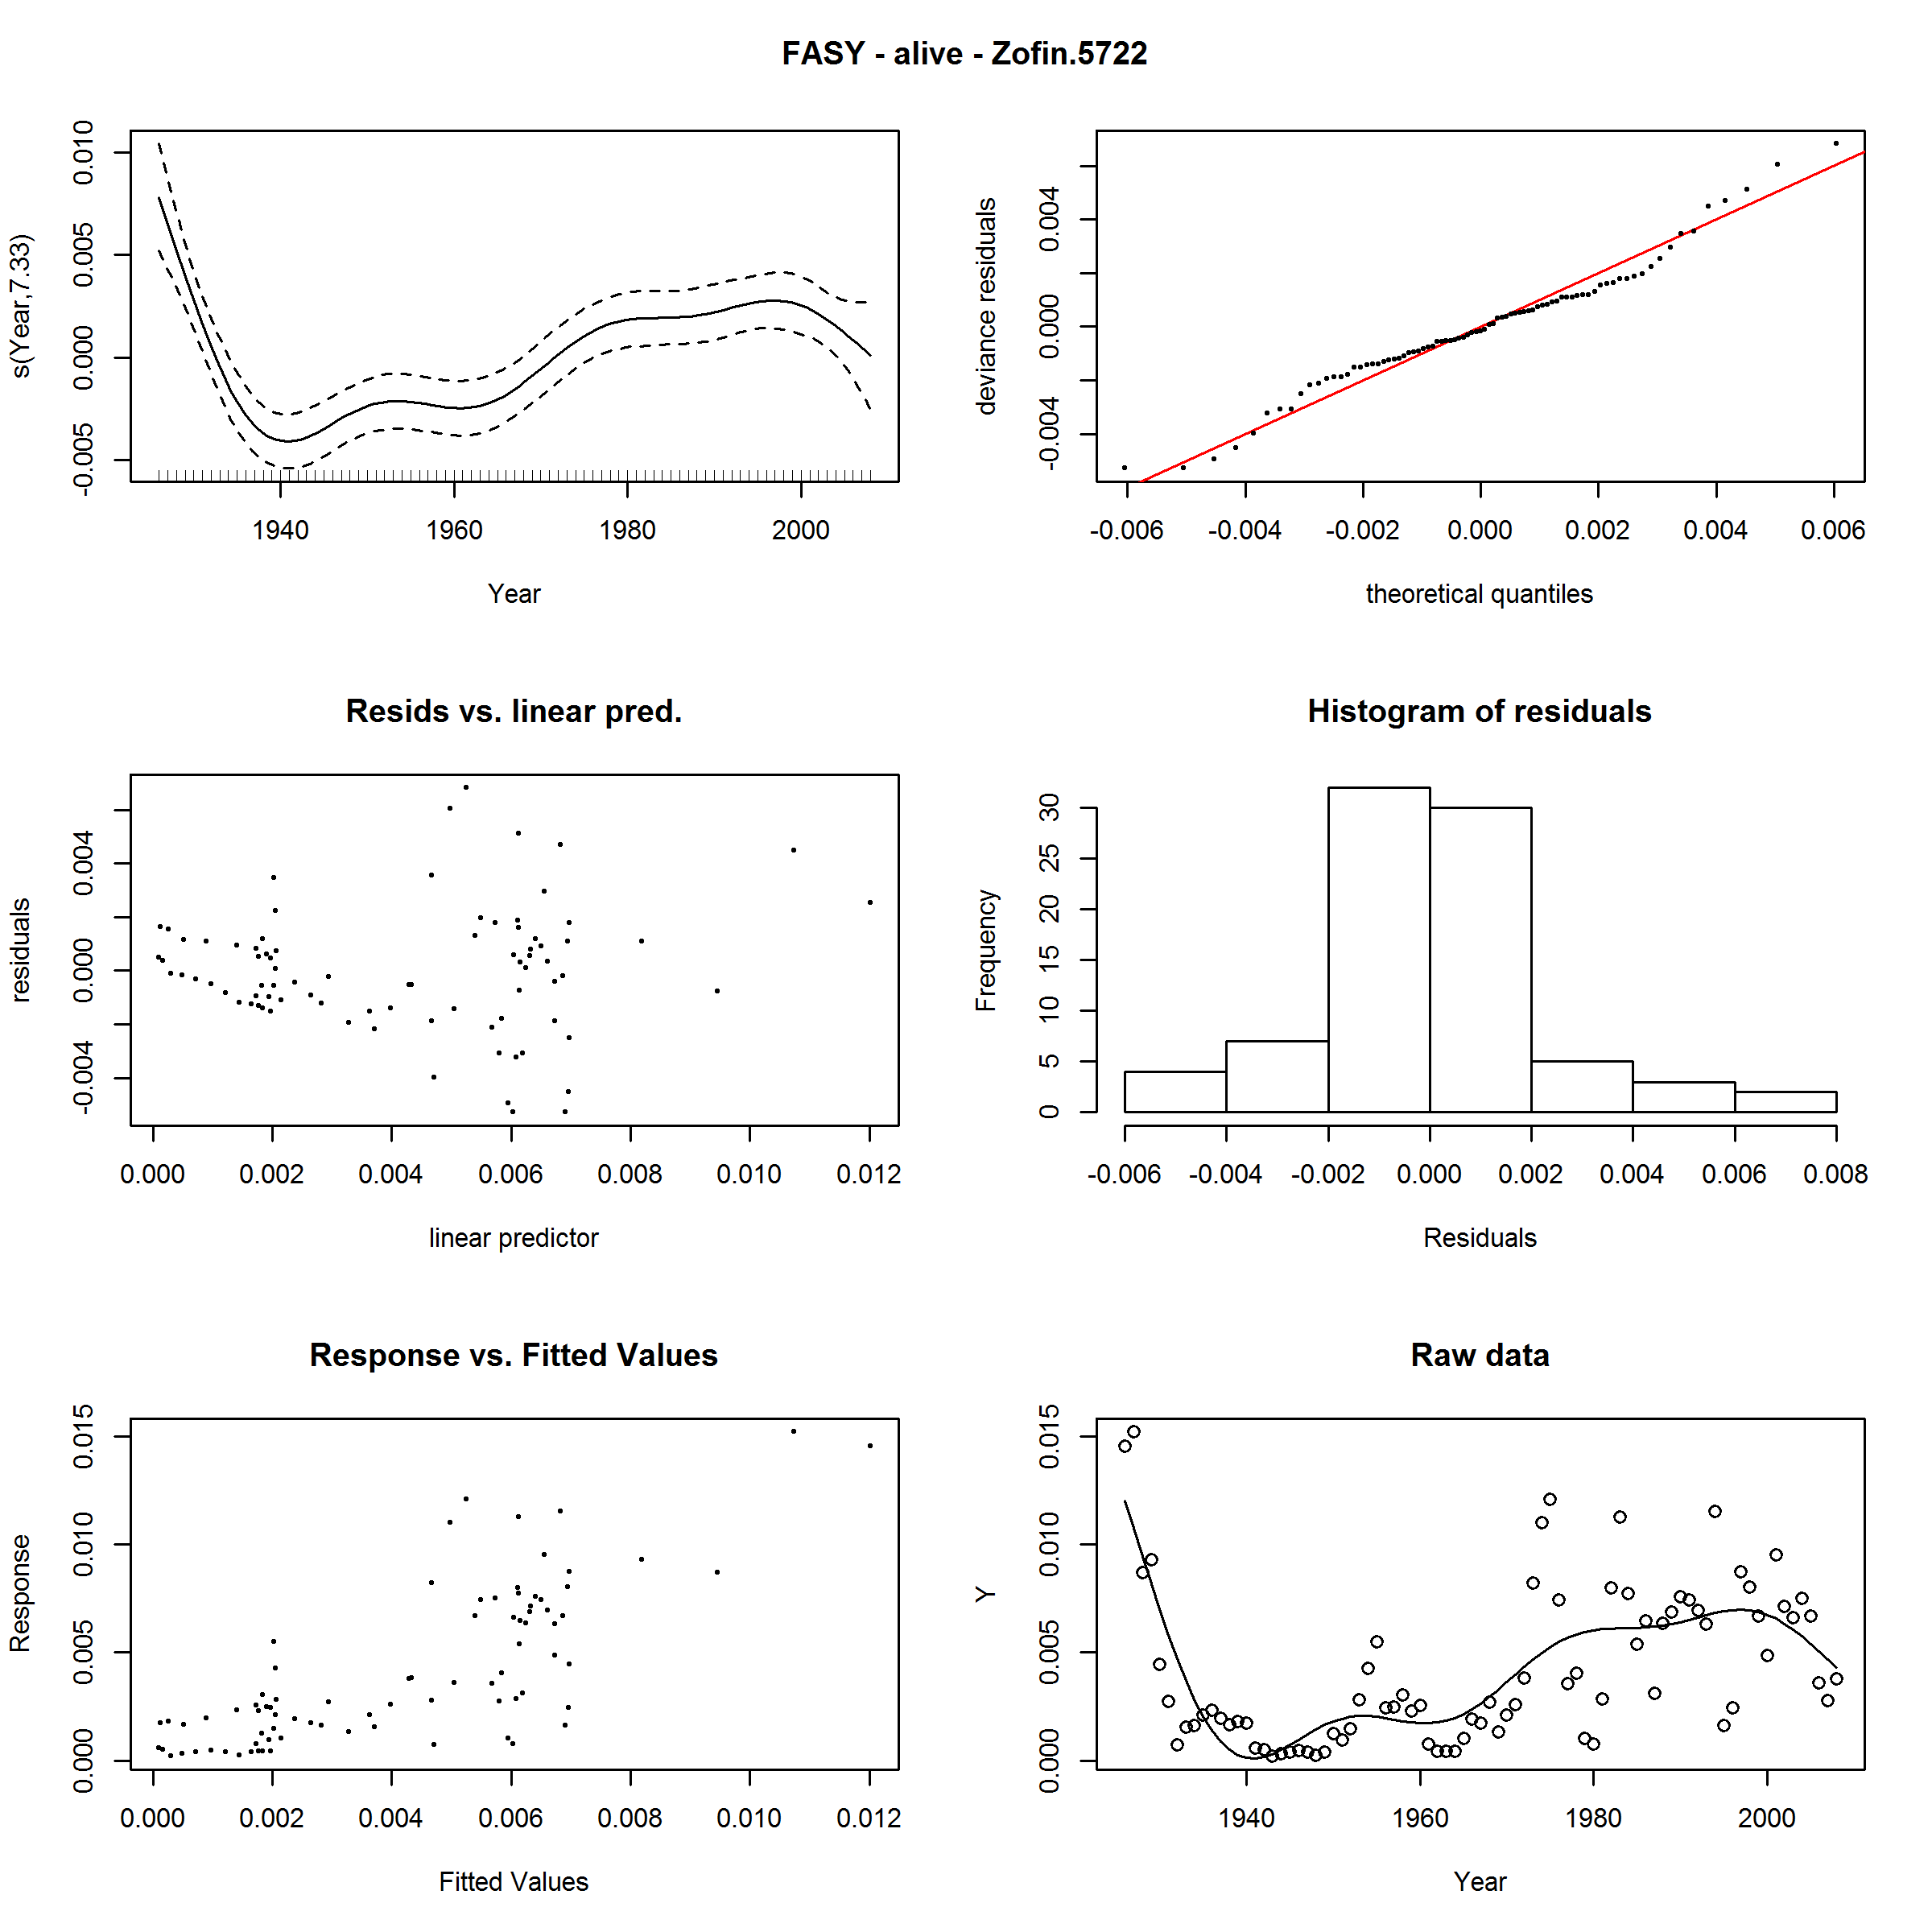 FASY - alive - Zofin.5722
s(Year,7.33)
0.010
0.005
0.000
-0.005
1940 1960 1980 2000
Year
deviance residuals
0.004
0.000
-0.004
-0.006 -0.004 -0.002 0.000 0.002 0.004 0.006
theoretical quantiles
Resids vs. linear pred.
residuals
0.004
0.000
-0.004
0.000 0.002 0.004 0.006 0.008 0.010 0.012
linear predictor
Histogram of residuals
Frequency
30
25
20
15
10
5
0
-0.006 -0.004 -0.002 0.000 0.002 0.004 0.006 0.008
Residuals
Response vs. Fitted Values
Response
0.015
0.010
0.005
0.000
0.000 0.002 0.004 0.006 0.008 0.010 0.012
Fitted Values
Raw data
Y
0.015
0.010
0.005
0.000
1940 1960 1980 2000
Year